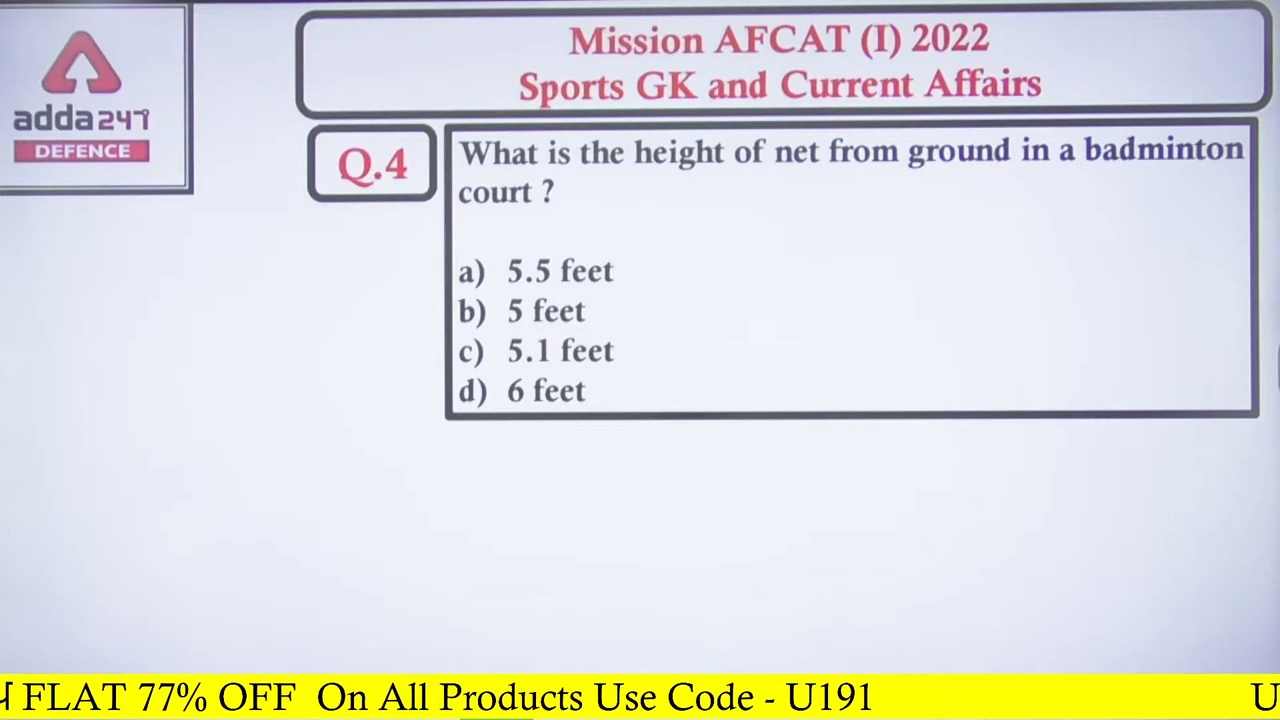 Mission AFCAT (I) 2022
Sports GK and Current Affairs
adda247
DEFENCE
Q.4
What is the height of net from ground in a badminton
court ?
a) 5.5 feet
b) 5 feet
c) 5.1 feet
d) 6 feet
FLAT 77% OFF On All Products Use Code - U191
U